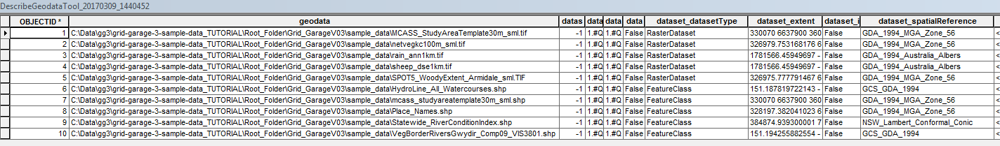 DescribeGeodataTool_20170309_1440452
OBJECTID * geodata datas data data data dataset_datasetType dataset_extent dataset_i dataset_spatialReference
1 C:\Data\gg3\grid-garage-3-sample-data_TUTORIAL\Root_Folder\Grid_GarageV03\sample_data\MCASS_StudyAreaTemplate30m_sml.tif -1 1.#Q 1.#Q False RasterDataset 330070 6637900 360 False GDA_1994_MGA_Zone_56 <
2 C:\Data\gg3\grid-garage-3-sample-data_TUTORIAL\Root_Folder\Grid_GarageV03\sample_data\netvegkc100m_sml.tif -1 1.#Q 1.#Q False RasterDataset 326979.753168176 6 False GDA_1994_MGA_Zone_56 <
3 C:\Data\gg3\grid-garage-3-sample-data_TUTORIAL\Root_Folder\Grid_GarageV03\sample_data\rain_ann1km.tif -1 1.#Q 1.#Q False RasterDataset 1781566.45949697 - False GDA_1994_Australia_Albers <
4 C:\Data\gg3\grid-garage-3-sample-data_TUTORIAL\Root_Folder\Grid_GarageV03\sample_data\sheep_dse1km.tif -1 1.#Q 1.#Q False RasterDataset 1781566.45949697 - False GDA_1994_Australia_Albers <
5 C:\Data\gg3\grid-garage-3-sample-data_TUTORIAL\Root_Folder\Grid_GarageV03\sample_data\SPOT5_WoodyExtent_Armidale_sml.TIF -1 1.#Q 1.#Q False RasterDataset 326975.777791467 6 False GDA_1994_MGA_Zone_56 <
6 C:\Data\gg3\grid-garage-3-sample-data_TUTORIAL\Root_Folder\Grid_GarageV03\sample_data\HydroLine_All_Watercourses.shp -1 1.#Q 1.#Q False FeatureClass 151.187819722143 - False GCS_GDA_1994 <
7 C:\Data\gg3\grid-garage-3-sample-data_TUTORIAL\Root_Folder\Grid_GarageV03\sample_data\mcass_studyareatemplate30m_sml.shp -1 1.#Q 1.#Q False FeatureClass 330070 6637900 360 False GDA_1994_MGA_Zone_56 <
8 C:\Data\gg3\grid-garage-3-sample-data_TUTORIAL\Root_Folder\Grid_GarageV03\sample_data\Place_Names.shp -1 1.#Q 1.#Q False FeatureClass 328197.382041023 6 False GDA_1994_MGA_Zone_56 <
9 C:\Data\gg3\grid-garage-3-sample-data_TUTORIAL\Root_Folder\Grid_GarageV03\sample_data\Statewide_RiverConditionIndex.shp -1 1.#Q 1.#Q False FeatureClass 384874.939300001 7 False NSW_Lambert_Conformal_Conic <
10 C:\Data\gg3\grid-garage-3-sample-data_TUTORIAL\Root_Folder\Grid_GarageV03\sample_data\VegBorderRiversGwydir_Comp09_VIS3801.shp -1 1.#Q 1.#Q False FeatureClass 151.194255882554 - False GCS_GDA_1994 <